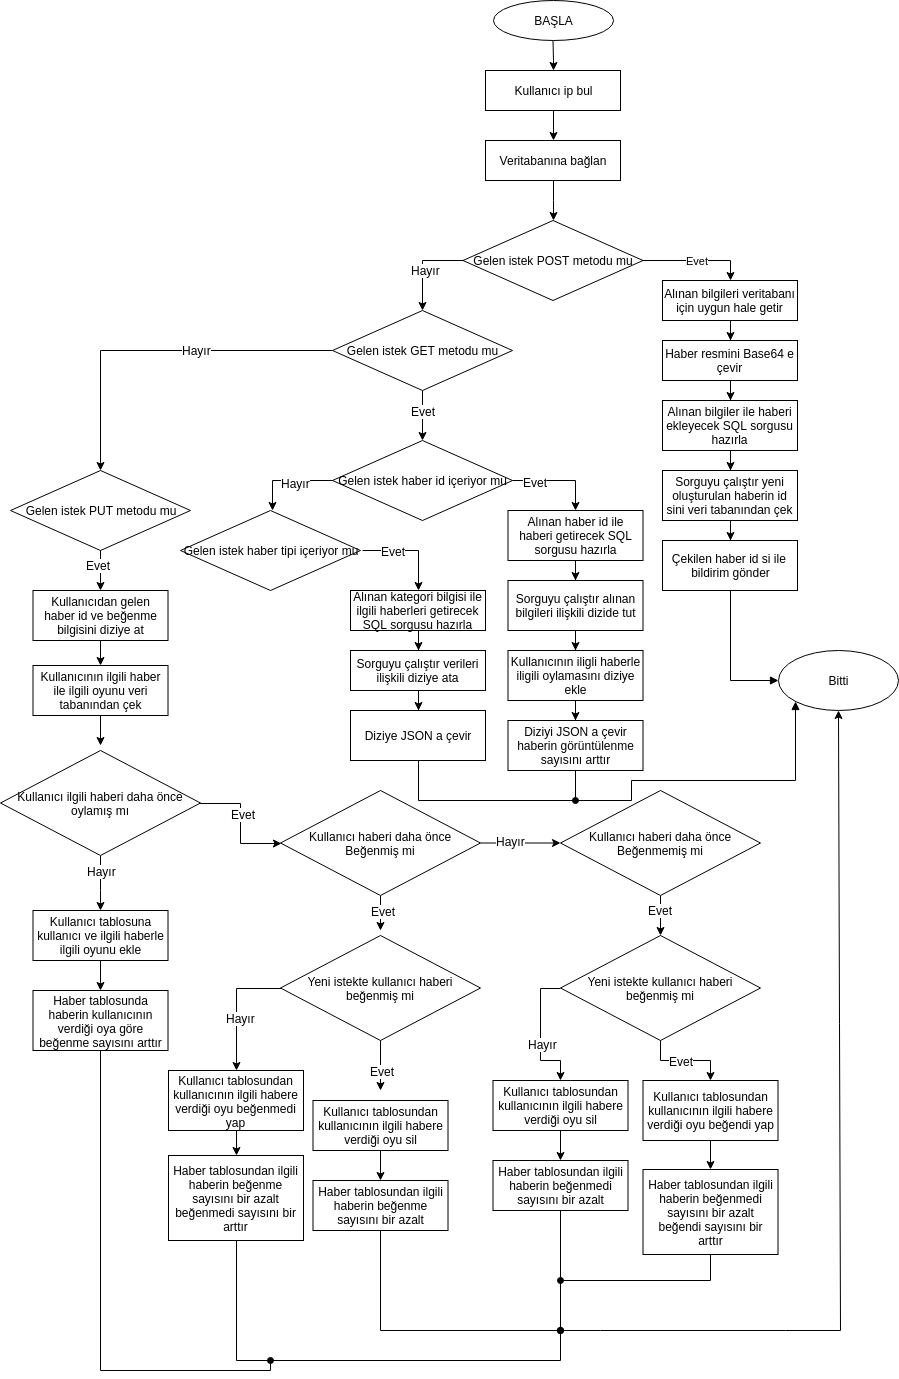 BAŞLA
Kullanıcı ip bul
Veritabanına bağlan
Gelen istek POST metodu mu
Hayır
Evet
Alınan bilgileri veritabanı
için uygun hale getir
Gelen istek GET metodu mu
Hayır
Haber resmini Base64 e
çevir
Evet
Alınan bilgiler ile haberi
ekleyecek SQL sorgusu
hazırla
Gelen istek haber id içeriyor mu
Hayır
Evet
Sorguyu çalıştır yeni
oluşturulan haberin id
sini veri tabanından çek
Gelen istek PUT metodu mu
Gelen istek haber tipi içeriyor mu
Evet
Alınan haber id ile
haberi getirecek SQL
sorgusu hazırla
Çekilen haber id si ile
bildirim gönder
Evet
Kullanıcıdan gelen
haber id ve beğenme
bilgisini diziye at
Alınan kategori bilgisi ile
ilgili haberleri getirecek
SQL sorgusu hazırla
Sorguyu çalıştır alınan
bilgileri ilişkili dizide tut
Kullanıcının ilgili haber
ile ilgili oyunu veri
tabanından çek
Sorguyu çalıştır verileri
ilişkili diziye ata
Kullanıcının iligli haberle
iligili oylamasını diziye
ekle
Bitti
Diziye JSON a çevir
Diziyi JSON a çevir
haberin görüntülenme
sayısını arttır
Kullanıcı ilgili haberi daha önce
oylamış mı
Evet
Kullanıcı haberi daha önce
Beğenmiş mi
Hayır
Kullanıcı haberi daha önce
Beğenmemiş mi
Hayır
Evet
Evet
Kullanıcı tablosuna
kullanıcı ve ilgili haberle
ilgili oyunu ekle
Yeni istekte kullanıcı haberi
beğenmiş mi
Yeni istekte kullanıcı haberi
beğenmiş mi
Haber tablosunda
haberin kullanıcının
verdiği oya göre
beğenme sayısını arttır
Hayır
Evet
Hayır
Evet
Kullanıcı tablosundan
kullanıcının ilgili habere
verdiği oyu beğenmedi
yap
Kullanıcı tablosundan
kullanıcının ilgili habere
verdiği oyu sil
Kullanıcı tablosundan
kullanıcının ilgili habere
verdiği oyu sil
Kullanıcı tablosundan
kullanıcının ilgili habere
verdiği oyu beğendi yap
Haber tablosundan ilgili
haberin beğenme
sayısını bir azalt
beğenmedi sayısını bir
arttır
Haber tablosundan ilgili
haberin beğenme
sayısını bir azalt
Haber tablosundan ilgili
haberin beğenmedi
sayısını bir azalt
Haber tablosundan ilgili
haberin beğenmedi
sayısını bir azalt
beğendi sayısını bir
arttır